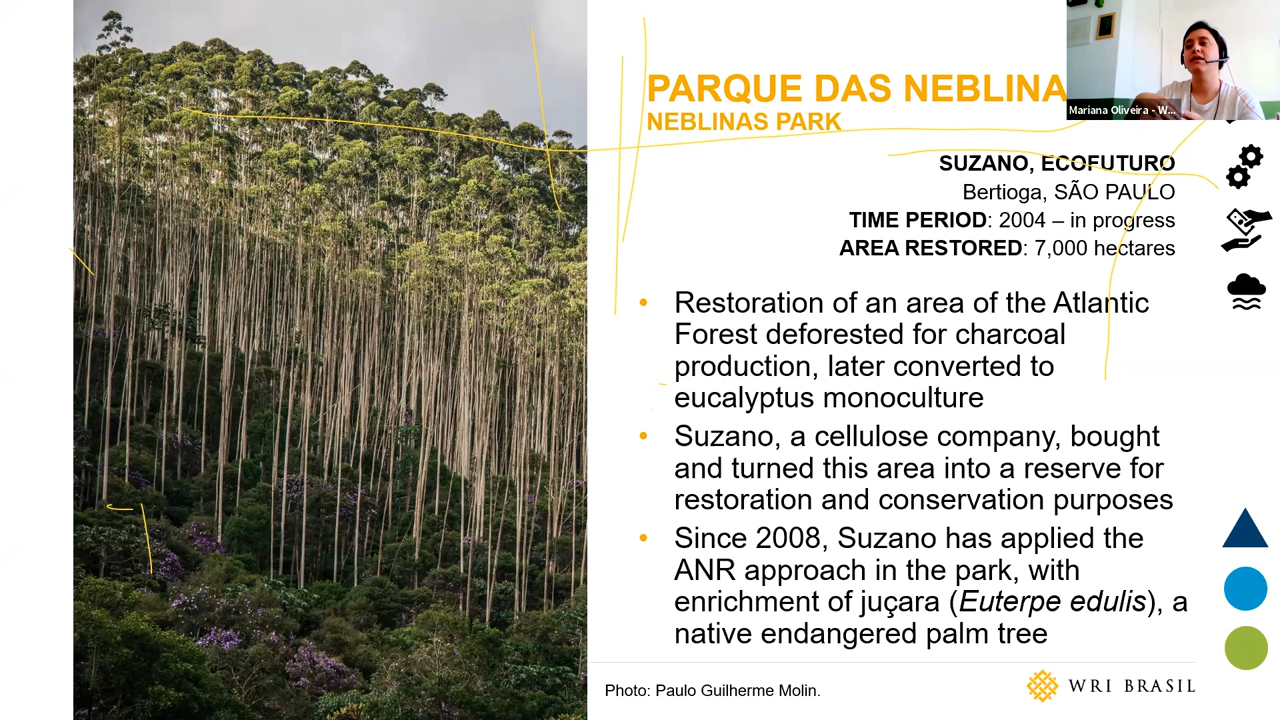 PARQUE DAS NEBLINA
NEBLINAS PARK
Mariana Oliveira - W...
SUZANO, ECOFUTURO
Bertioga, SÃO PAULO
TIME PERIOD: 2004 – in progress
AREA RESTORED: 7,000 hectares
• Restoration of an area of the Atlantic
Forest deforested for charcoal
production, later converted to
eucalyptus monoculture
• Suzano, a cellulose company, bought
and turned this area into a reserve for
restoration and conservation purposes
• Since 2008, Suzano has applied the
ANR approach in the park, with
enrichment of juçara (Euterpe edulis), a
native endangered palm tree
Photo: Paulo Guilherme Molin.
WRI BRASIL